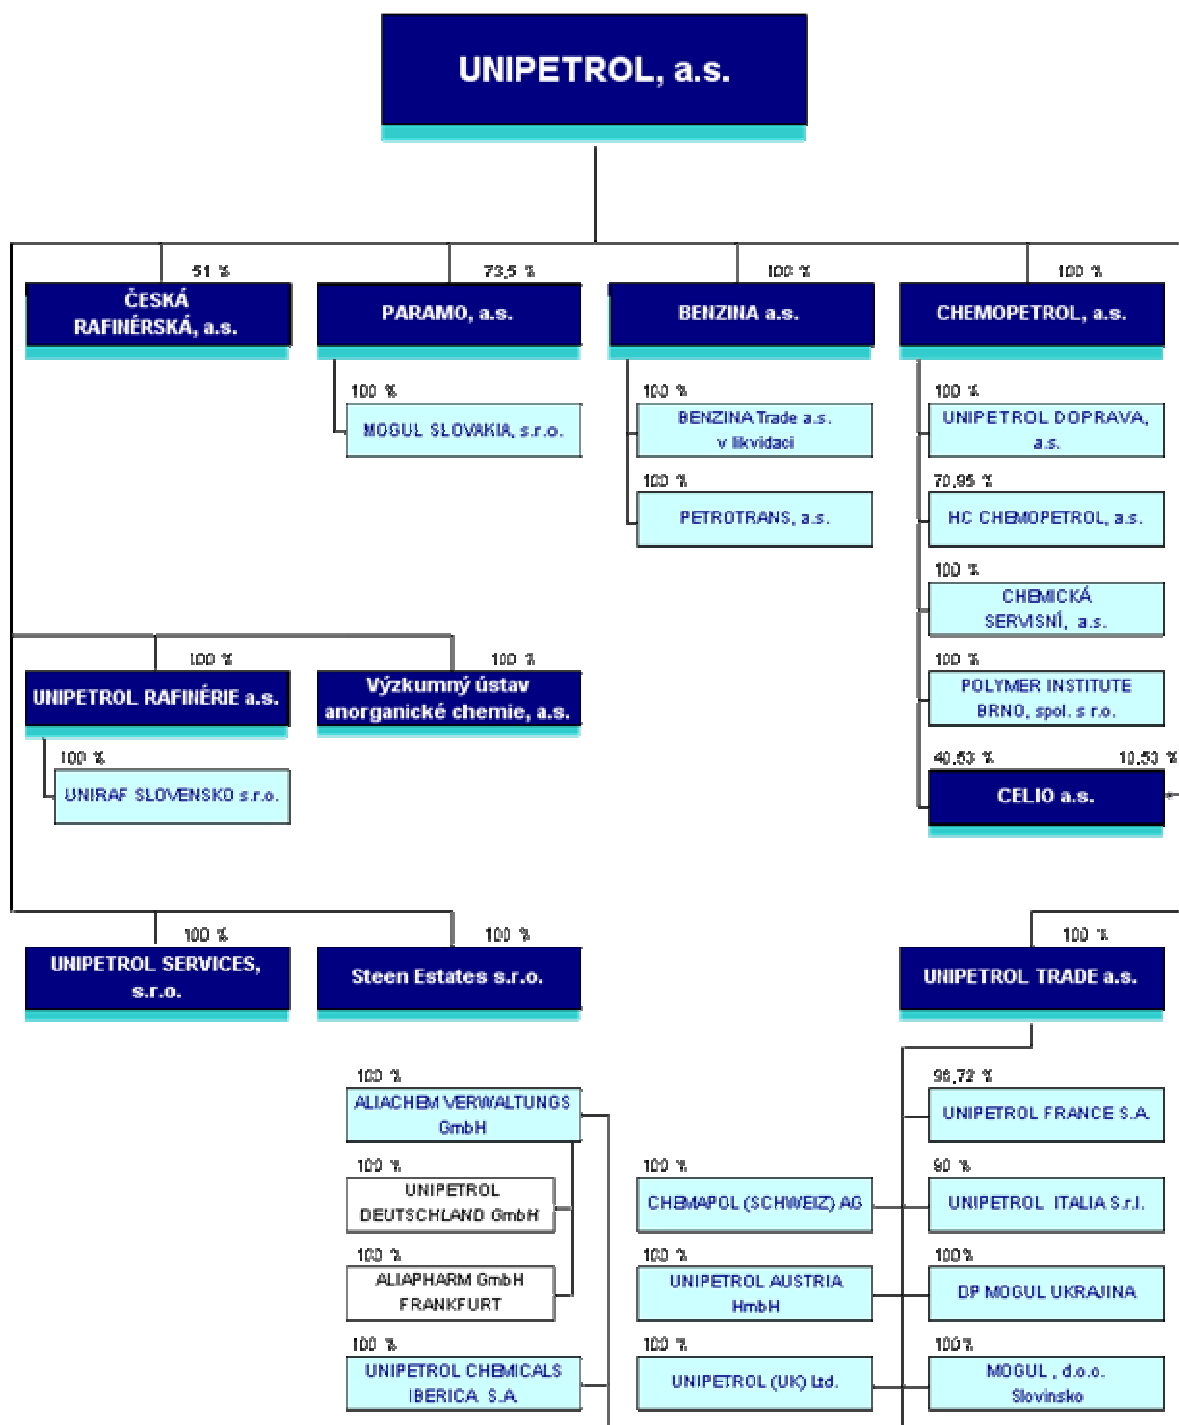 UNIPETROL, a.s.
51 %
73,5 %
100 %
100 %
ČESKÁ
RAFINÉRSKÁ, a.s.
PARAMO, a.s.
BENZINA a.s.
CHEMOPETROL, a.s.
100 %
MOGUL SLOVAKIA, s.r.o.
100 %
BENZINA Trade a.s.
v likvidaci
100 %
PETROTRANS, a.s.
100 %
UNIPETROL DOPRAVA,
a.s.
70,95 %
HC CHEMOPETROL, a.s.
100 %
CHEMICKÁ
SERVISNÍ, a.s.
100 %
POLYMER INSTITUTE
BRNO, spol. s r.o.
40,53 %
10,53 %
CELIO a.s.
100 %
UNIPETROL RAFINÉRIE a.s.
100 %
Výzkumný ústav
anorganické chemie, a.s.
100 %
UNIRAF SLOVENSKO s.r.o.
100 %
UNIPETROL SERVICES,
s.r.o.
100 %
Steen Estates s.r.o.
100 %
UNIPETROL TRADE a.s.
100 %
ALIACHEM VERWALTUNGS
GmbH
100 %
UNIPETROL
DEUTSCHLAND GmbH
100 %
ALIAPHARM GmbH
FRANKFURT
100 %
UNIPETROL CHEMICALS
IBERICA S.A.
100 %
CHEMAPOL (SCHWEIZ) AG
100 %
UNIPETROL AUSTRIA
HmbH
100 %
UNIPETROL (UK) Ltd.
96,72 %
UNIPETROL FRANCE S.A.
90 %
UNIPETROL ITALIA S.r.l.
100%
DP MOGUL UKRAJINA
100%
MOGUL , d.o.o.
Slovinsko